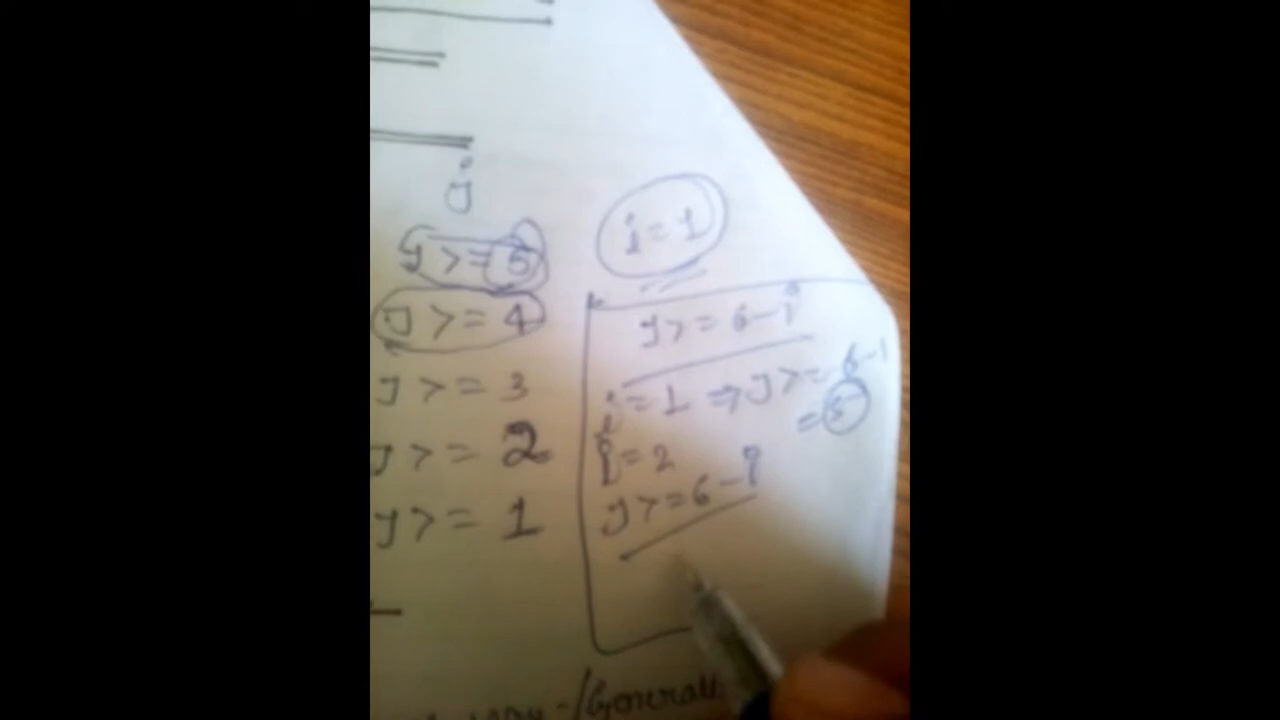 j
J >= 5
J >= 4
J >= 3
J >= 2
J >= 1
i = 1
J >= 6 - i
i = 1 ⇒ J >= 6 - 1
= 5
i = 2
J >= 6 - i